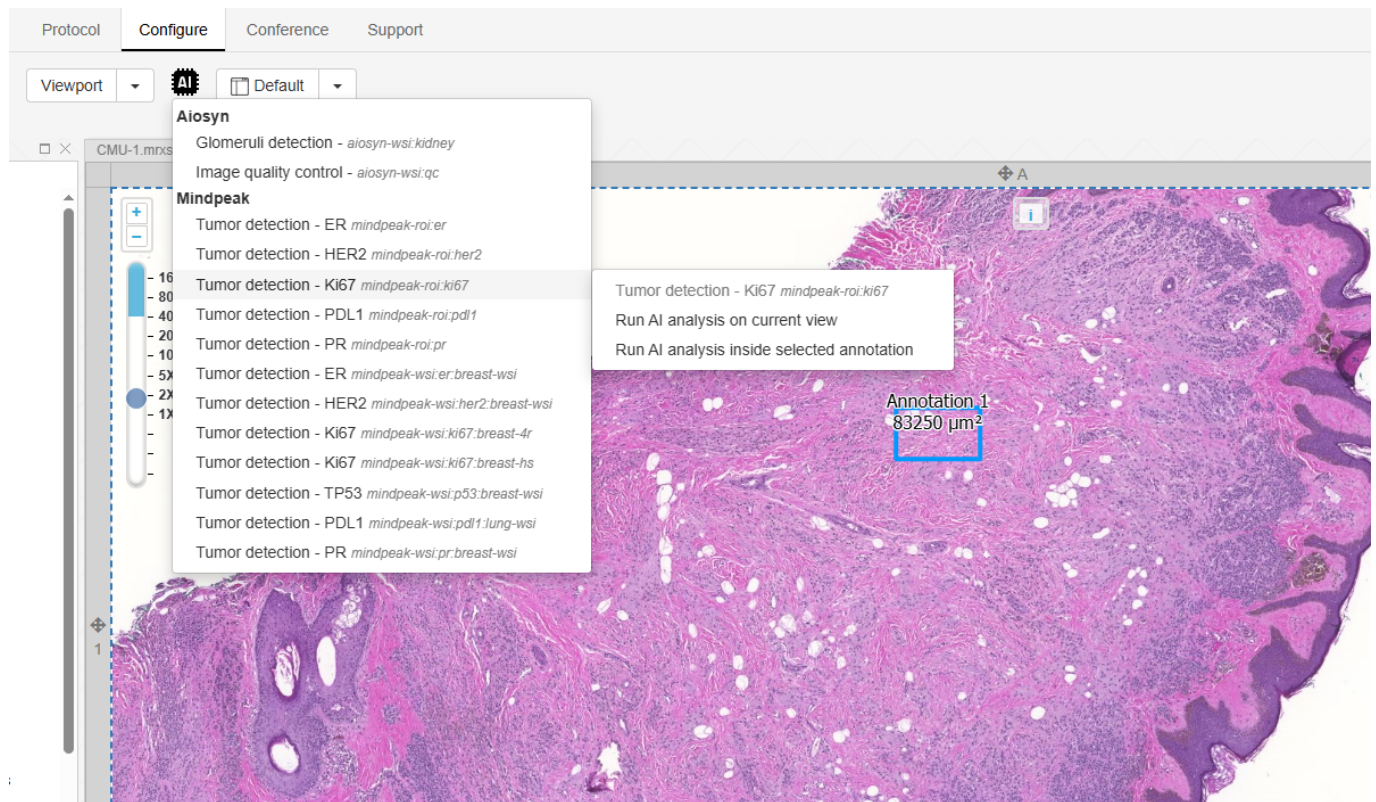 Protocol
Configure
Conference
Support
Viewport
AI
Default
Aiosyn
Glomeruli detection - aiosyn-wsi:kidney
Image quality control - aiosyn-wsi:qc
Mindpeak
Tumor detection - ER mindpeak-roi:er
Tumor detection - HER2 mindpeak-roi:her2
Tumor detection - Ki67 mindpeak-roi:ki67
Tumor detection - PDL1 mindpeak-roi:pdl1
Tumor detection - PR mindpeak-roi:pr
Tumor detection - ER mindpeak-wsi:er:breast-wsi
Tumor detection - HER2 mindpeak-wsi:her2:breast-wsi
Tumor detection - Ki67 mindpeak-wsi:ki67:breast-4r
Tumor detection - Ki67 mindpeak-wsi:ki67:breast-hs
Tumor detection - TP53 mindpeak-wsi:p53:breast-wsi
Tumor detection - PDL1 mindpeak-wsi:pdl1:lung-wsi
Tumor detection - PR mindpeak-wsi:pr:breast-wsi
Tumor detection - Ki67 mindpeak-roi:ki67
Run AI analysis on current view
Run AI analysis inside selected annotation
CMU-1.mrxs
A
i
+
−
- 16
- 80
- 40
- 20
- 10
- 5X
- 2X
- 1X
-
-
-
Annotation 1
83250 µm²
1